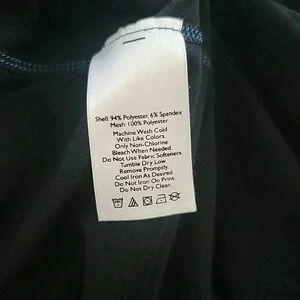 Shell: 94% Polyester, 6% Spandex
Mesh: 100% Polyester
Machine Wash Cold
With Like Colors.
Only Non-Chlorine
Bleach When Needed.
Do Not Use Fabric Softeners.
Tumble Dry Low.
Remove Promptly
Cool Iron As Desired
Do Not Iron On Print.
Do Not Dry Clean.